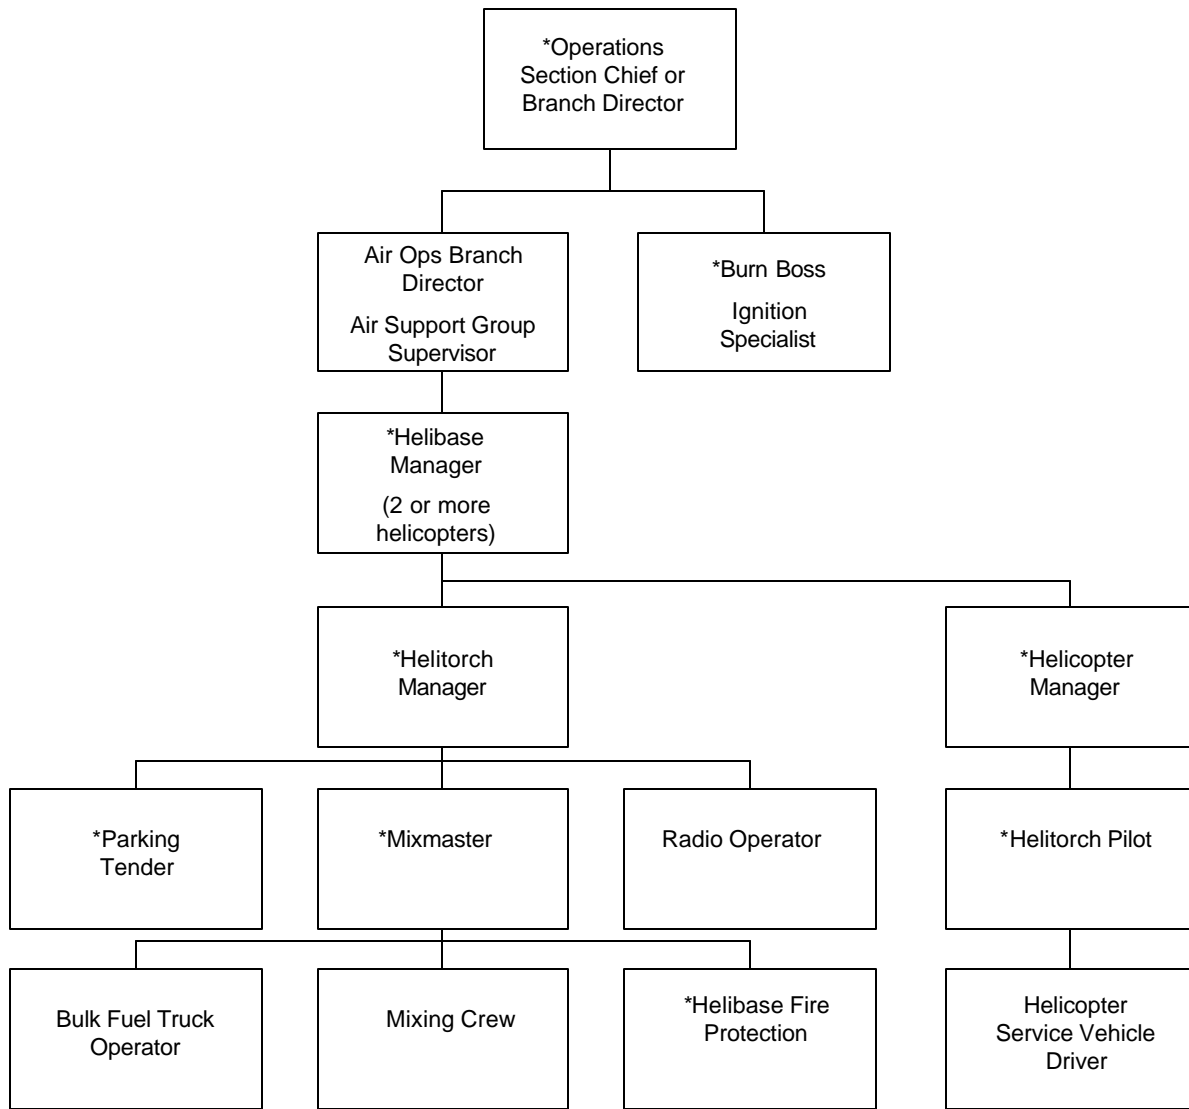 *Operations
Section Chief or
Branch Director
Air Ops Branch
Director
Air Support Group
Supervisor
*Burn Boss
Ignition
Specialist
*Helibase
Manager
(2 or more
helicopters)
*Helitorch
Manager
*Helicopter
Manager
*Parking
Tender
*Mixmaster
Radio Operator
*Helitorch Pilot
Bulk Fuel Truck
Operator
Mixing Crew
*Helibase Fire
Protection
Helicopter
Service Vehicle
Driver